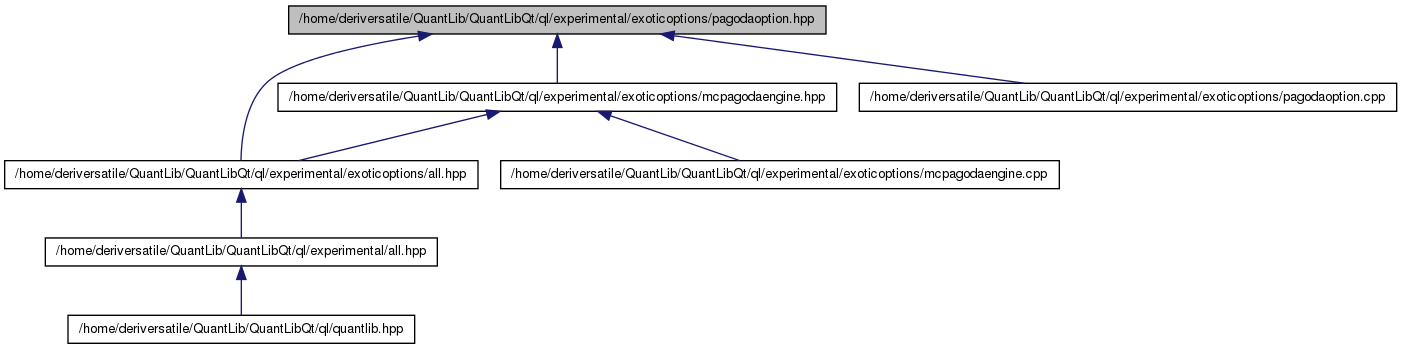 /home/deriversatile/QuantLib/QuantLibQt/ql/experimental/exoticoptions/pagodaoption.hpp
/home/deriversatile/QuantLib/QuantLibQt/ql/experimental/exoticoptions/mcpagodaengine.hpp
/home/deriversatile/QuantLib/QuantLibQt/ql/experimental/exoticoptions/pagodaoption.cpp
/home/deriversatile/QuantLib/QuantLibQt/ql/experimental/exoticoptions/all.hpp
/home/deriversatile/QuantLib/QuantLibQt/ql/experimental/exoticoptions/mcpagodaengine.cpp
/home/deriversatile/QuantLib/QuantLibQt/ql/experimental/all.hpp
/home/deriversatile/QuantLib/QuantLibQt/ql/quantlib.hpp